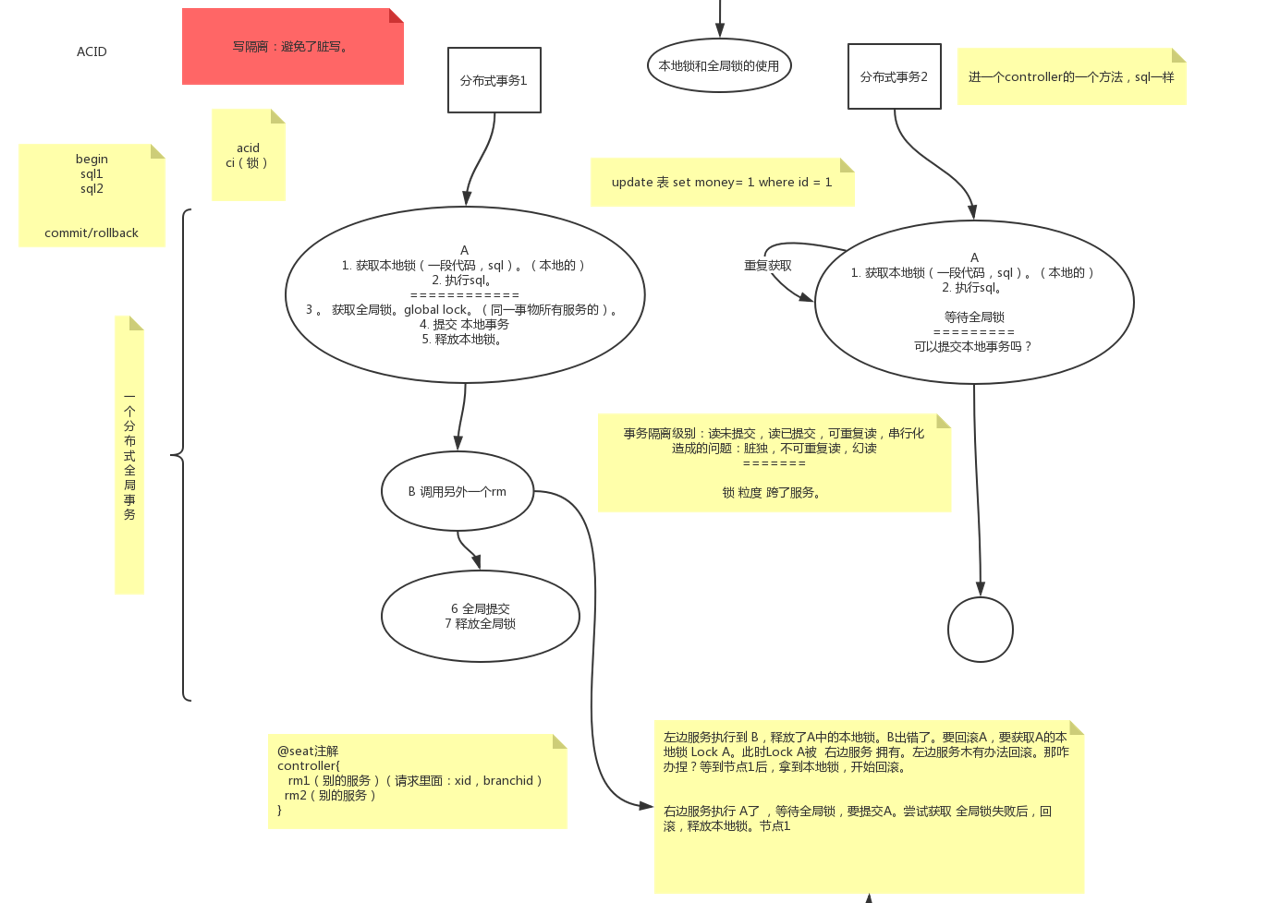 ACID
写隔离：避免了脏写。
分布式事务1
本地锁和全局锁的使用
分布式事务2
进一个controller的一个方法，sql一样
acid
ci（锁）
begin
sql1
sql2
commit/rollback
update 表 set money= 1 where id = 1
A
1. 获取本地锁（一段代码，sql）。（本地的）
2. 执行sql。
============
3 。 获取全局锁。global lock。（同一事物所有服务的）。
4. 提交 本地事务
5. 释放本地锁。
重复获取
A
1. 获取本地锁（一段代码，sql）。（本地的）
2. 执行sql。
等待全局锁
=========
可以提交本地事务吗？
一个分布式全局事务
事务隔离级别：读未提交，读已提交，可重复读，串行化
造成的问题：脏独，不可重复读，幻读
=======
锁 粒度 跨了服务。
B 调用另外一个rm
6 全局提交
7 释放全局锁
@seat注解
controller{
rm1（别的服务）（请求里面：xid，branchid）
rm2（别的服务）
}
左边服务执行到 B，释放了A中的本地锁。B出错了。要回滚A，要获取A的本
地锁 Lock A。此时Lock A被 右边服务 拥有。左边服务木有办法回滚。那咋
办捏？等到节点1后，拿到本地锁，开始回滚。
右边服务执行 A了 ，等待全局锁，要提交A。尝试获取 全局锁失败后，回
滚，释放本地锁。节点1